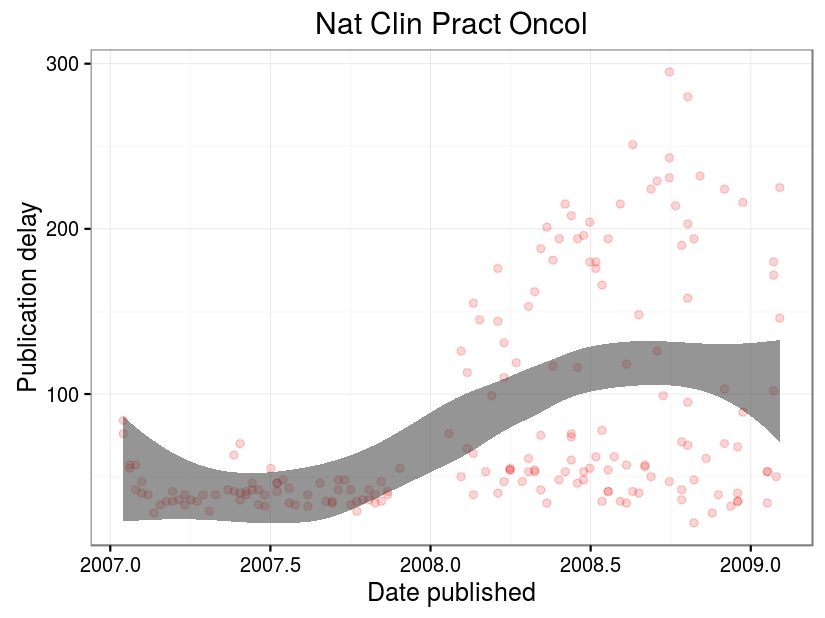 Nat Clin Pract Oncol
Publication delay
300
200
100
2007.0 2007.5 2008.0 2008.5 2009.0
Date published